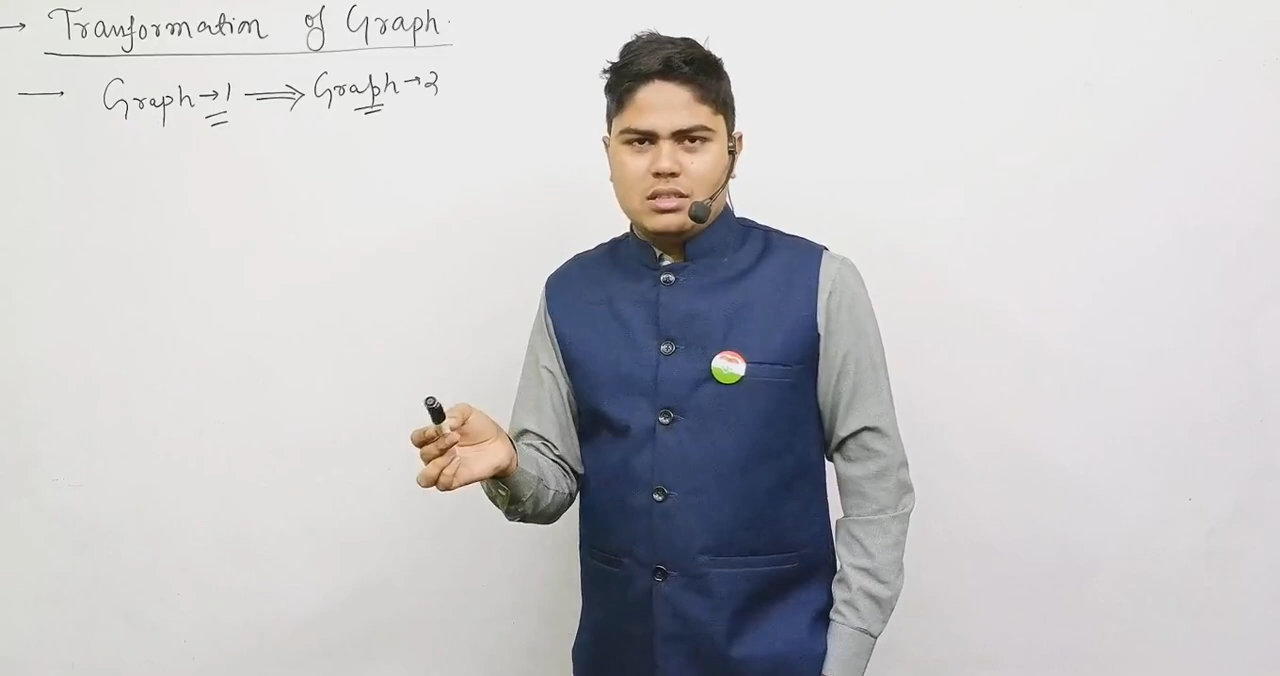 → Tranformation of Graph.
— Graph→1 ⟹ Graph→2